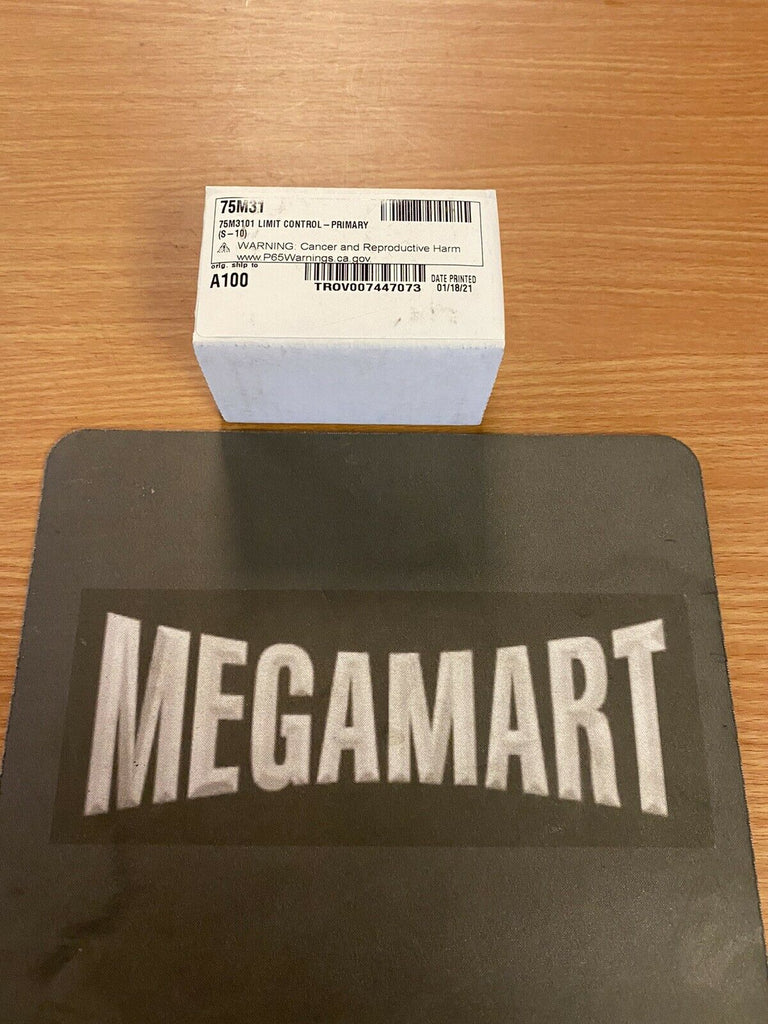 75M31
75M3101 LIMIT CONTROL–PRIMARY
(S–10)
WARNING: Cancer and Reproductive Harm
www.P65Warnings.ca.gov
orig. ship to
A100
TROV007447073
DATE PRINTED
01/18/21
MEGAMART